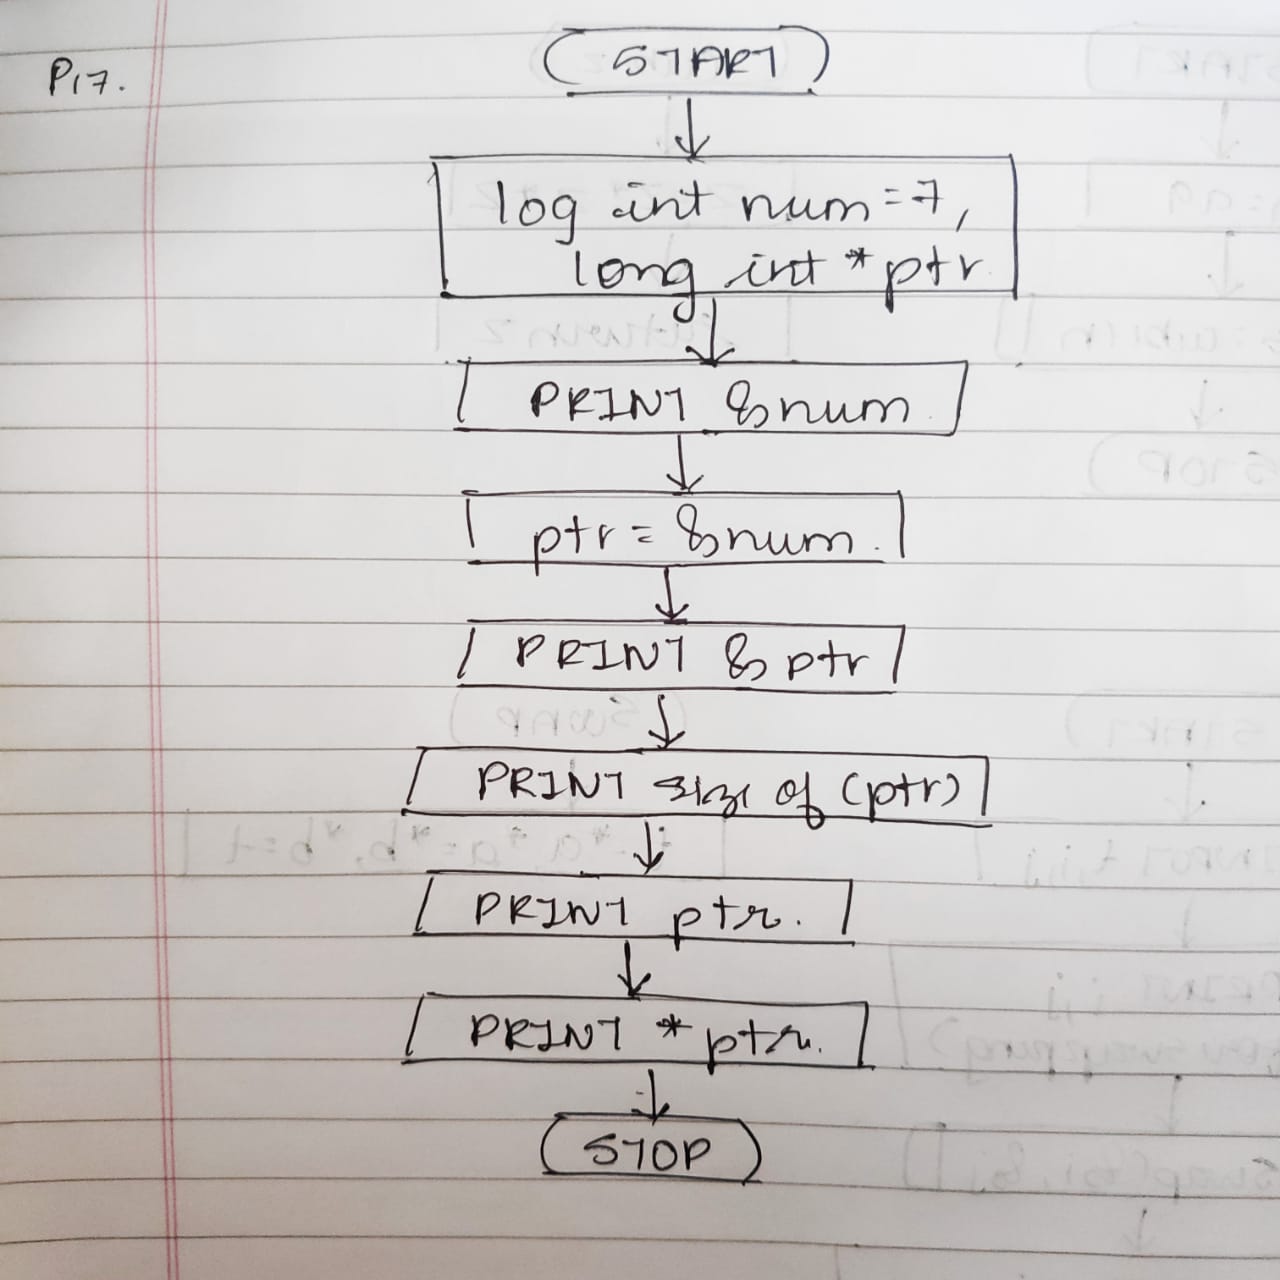 P17.
START
log int num=7,
long int *ptr
PRINT &num.
ptr = &num.
PRINT &ptr
PRINT size of (ptr)
PRINT ptr.
PRINT *ptr.
STOP